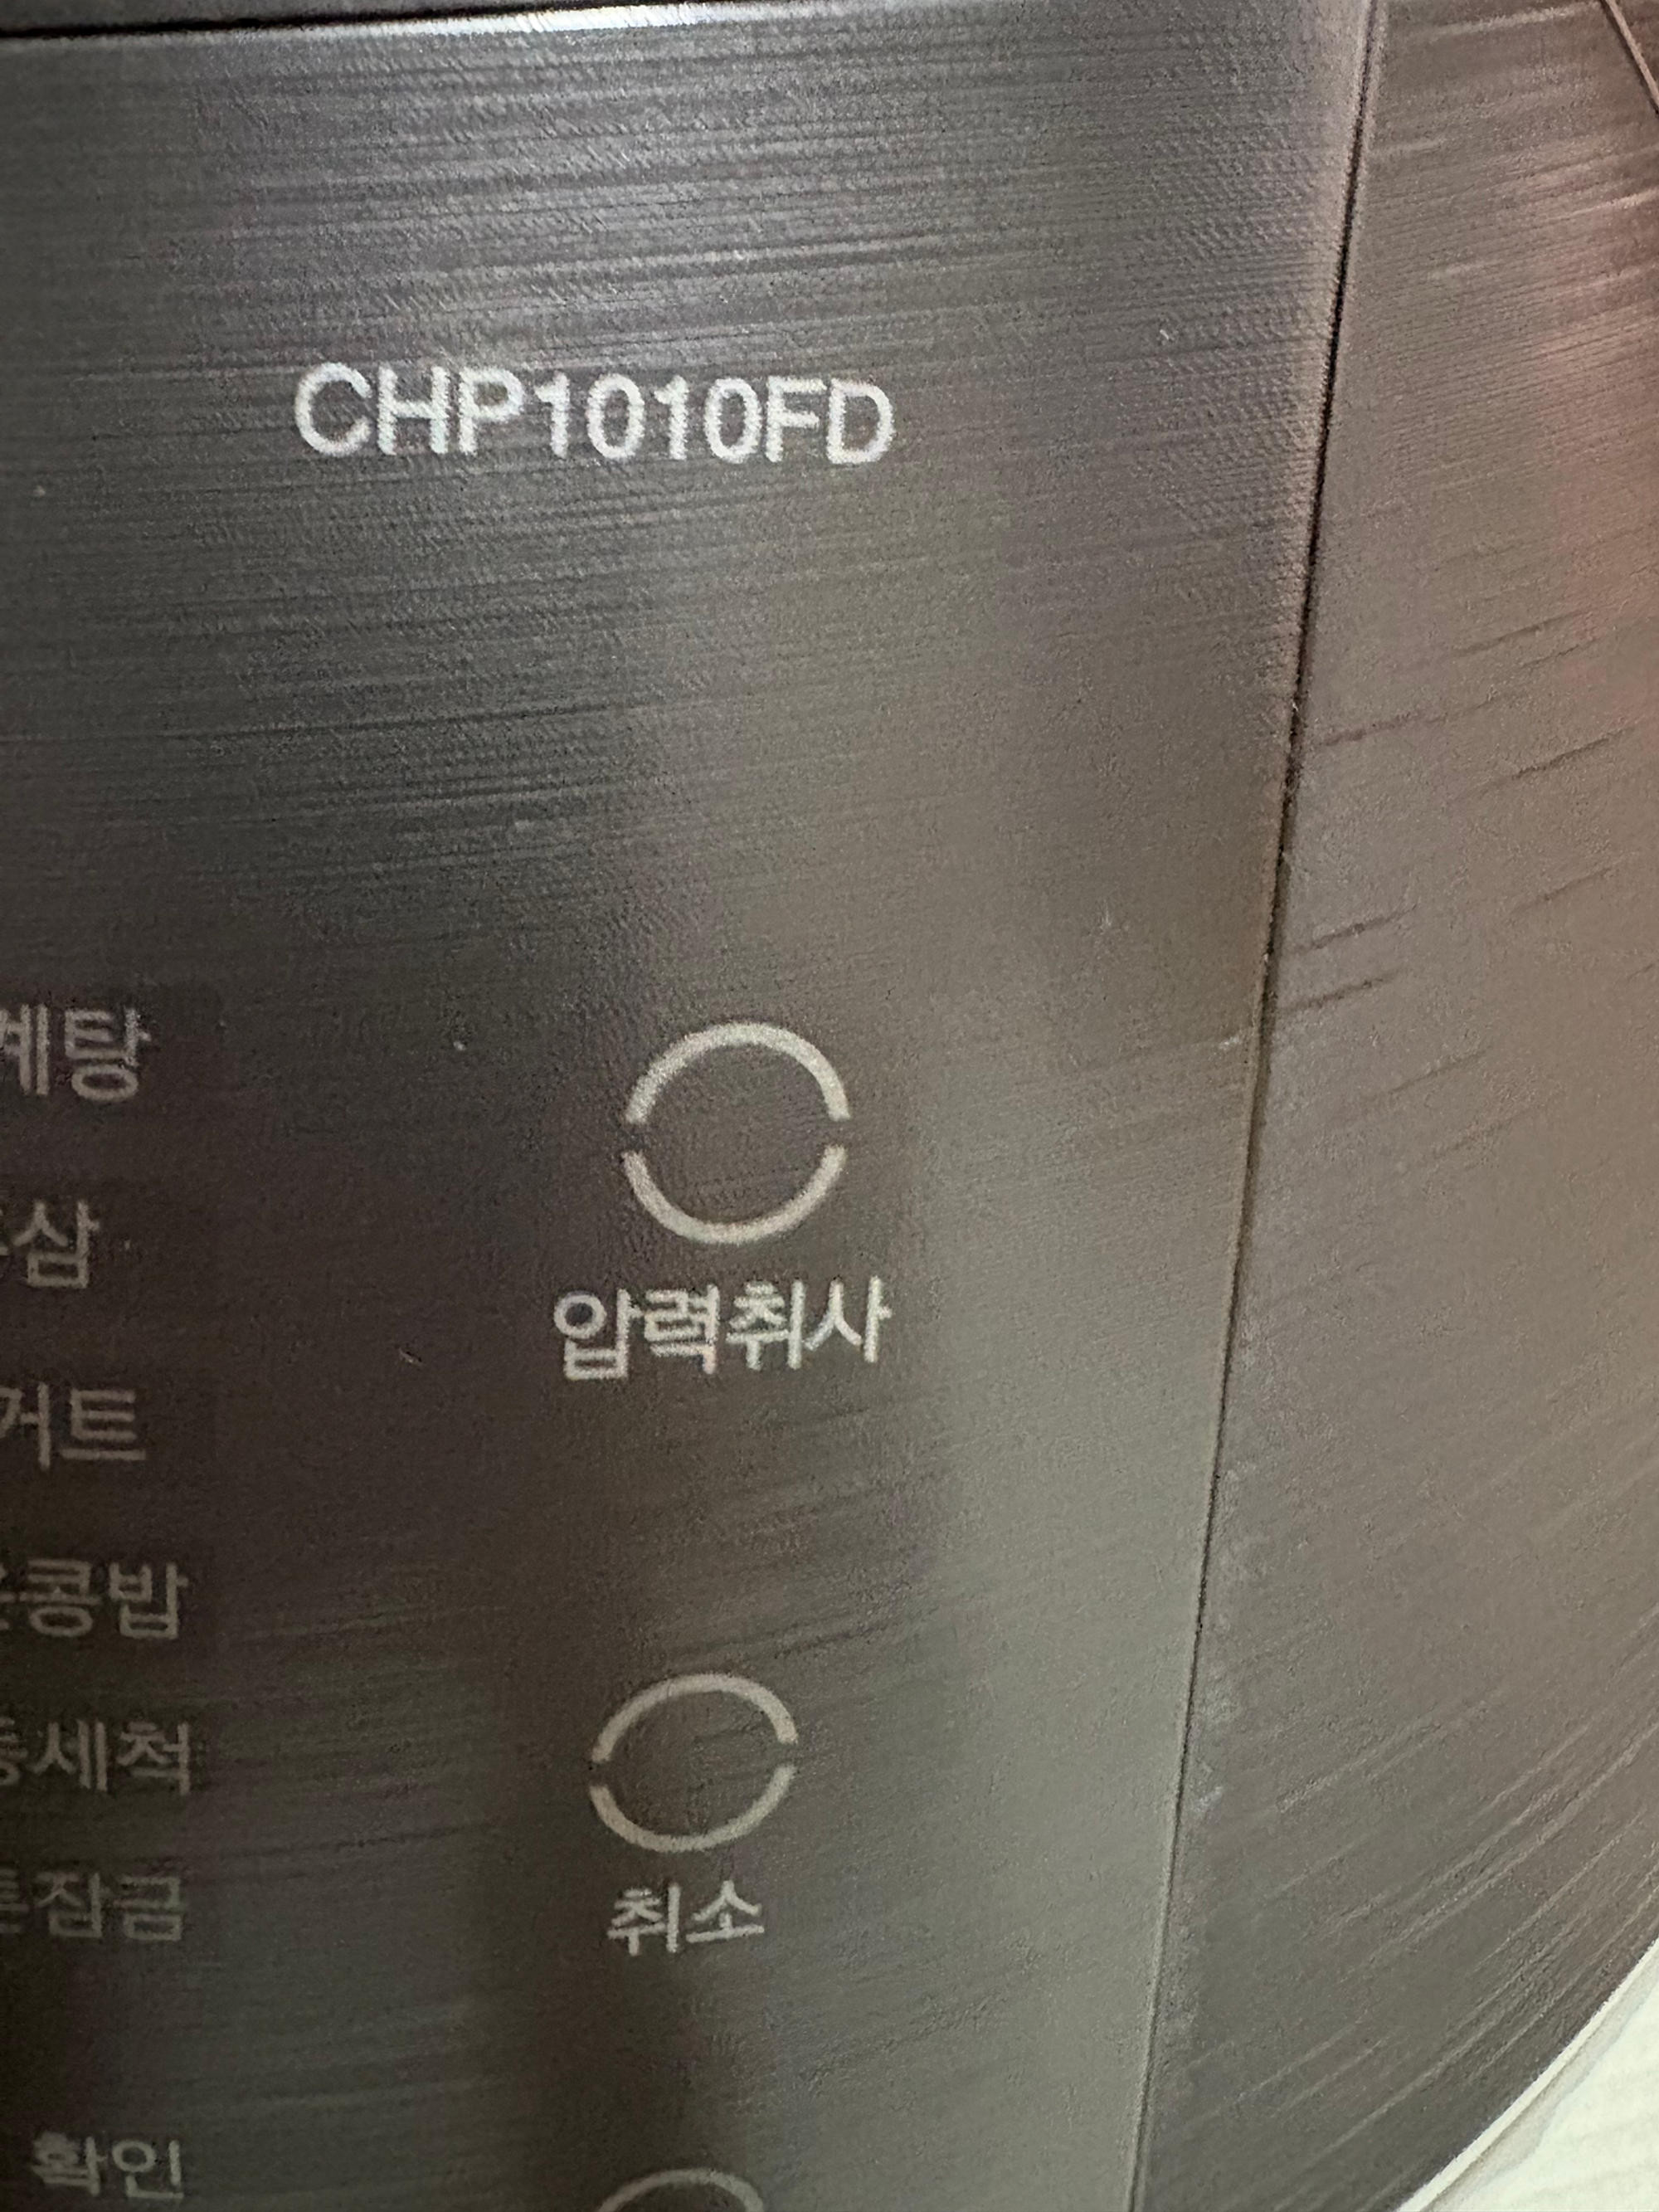 CHP1010FD
계탕
삼
압력취사
거트
콩밥
세척
취소
잠금
확인